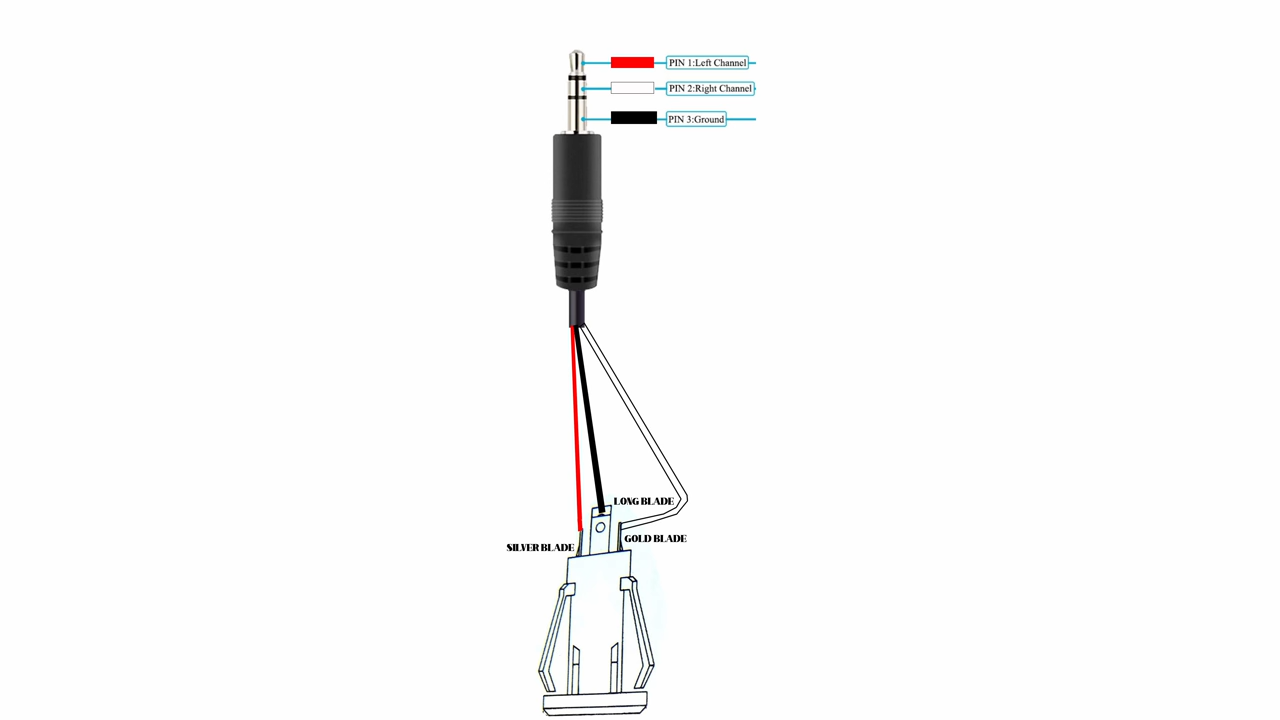 PIN 1:Left Channel
PIN 2:Right Channel
PIN 3:Ground
LONG BLADE
GOLD BLADE
SILVER BLADE